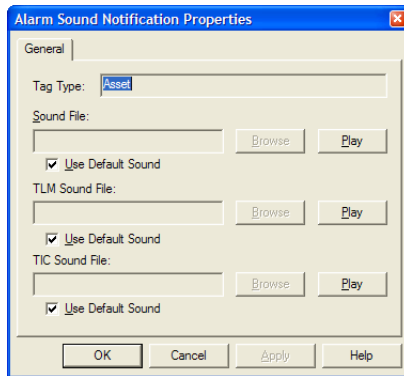 Alarm Sound Notification Properties
General
Tag Type: Asset
Sound File:
Browse Play
Use Default Sound
TLM Sound File:
Browse Play
Use Default Sound
TIC Sound File:
Browse Play
Use Default Sound
OK Cancel Apply Help